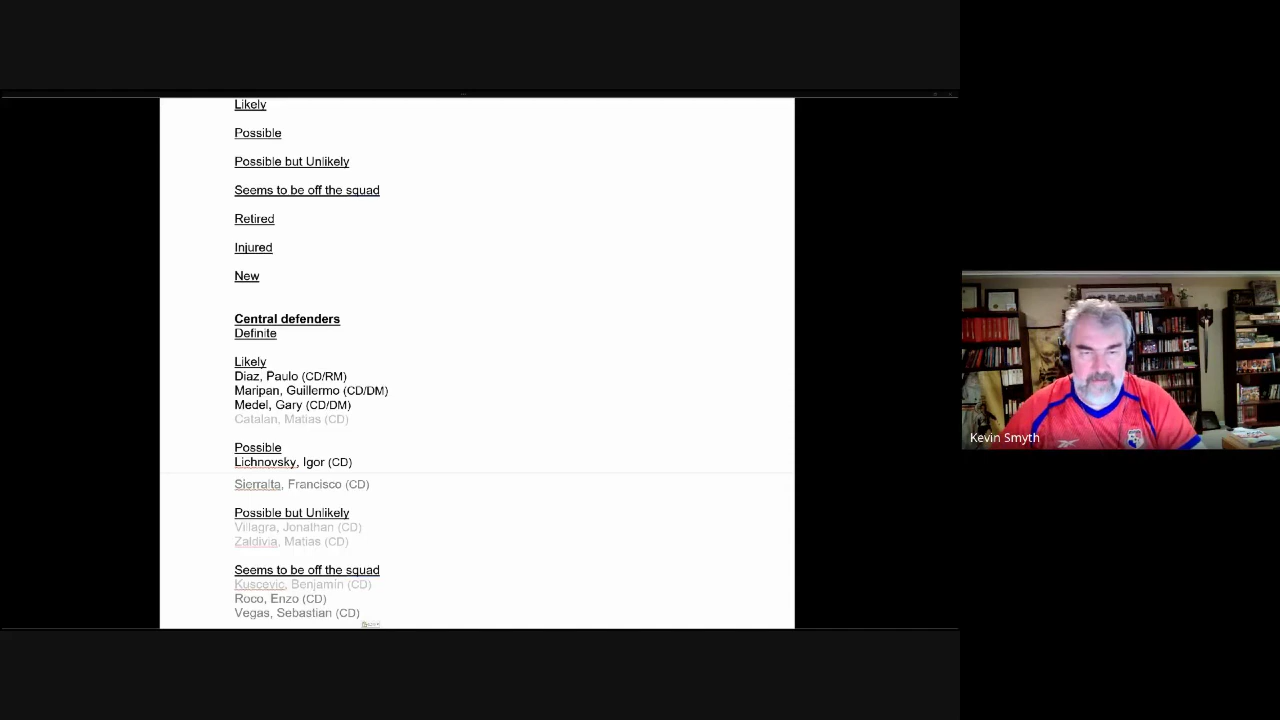 Likely
Possible
Possible but Unlikely
Seems to be off the squad
Retired
Injured
New
Central defenders
Definite
Likely
Diaz, Paulo (CD/RM)
Maripan, Guillermo (CD/DM)
Medel, Gary (CD/DM)
Catalan, Matias (CD)
Possible
Lichnovsky, Igor (CD)
Sierralta, Francisco (CD)
Possible but Unlikely
Villagra, Jonathan (CD)
Zaldivia, Matias (CD)
Seems to be off the squad
Kuscevic, Benjamin (CD)
Roco, Enzo (CD)
Vegas, Sebastian (CD)
Kevin Smyth